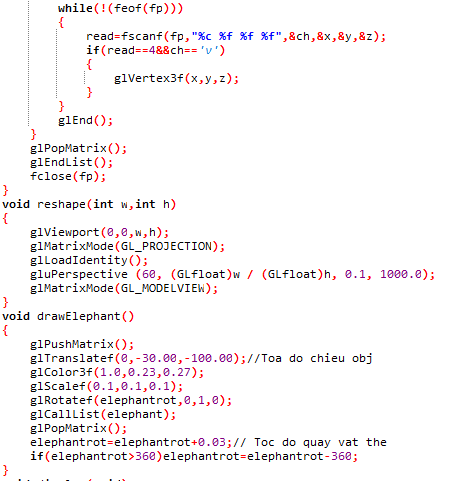 while(!(feof(fp)))
{
read=fscanf(fp,"%c %f %f %f",&ch,&x,&y,&z);
if(read==4&&ch=='v')
{
glVertex3f(x,y,z);
}
}
glEnd();
}
glPopMatrix();
glEndList();
fclose(fp);
}
void reshape(int w,int h)
{
glViewport(0,0,w,h);
glMatrixMode(GL_PROJECTION);
glLoadIdentity();
gluPerspective (60, (GLfloat)w / (GLfloat)h, 0.1, 1000.0);
glMatrixMode(GL_MODELVIEW);
}
void drawElephant()
{
glPushMatrix();
glTranslatef(0,-30.00,-100.00);//Toa do chieu obj
glColor3f(1.0,0.23,0.27);
glScalef(0.1,0.1,0.1);
glRotatef(elephantrot,0,1,0);
glCallList(elephant);
glPopMatrix();
elephantrot=elephantrot+0.03;// Toc do quay vat the
if(elephantrot>360)elephantrot=elephantrot-360;
}